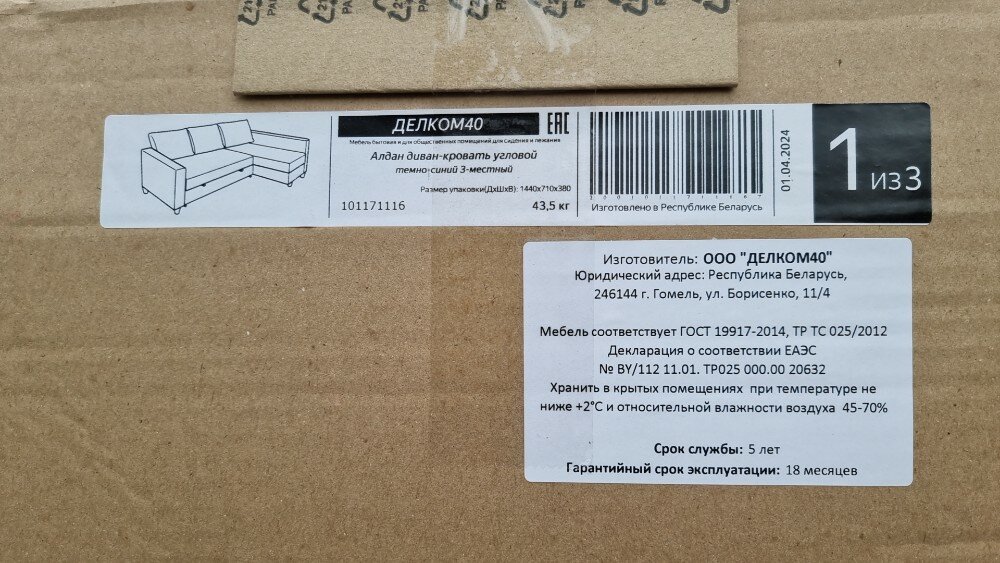 ДЕЛКОМ40
EAC
Мебель бытовая и для общественных помещений для сидения и лежания
Алдан диван-кровать угловой
темно-синий 3-местный
Размер упаковки(ДхШхВ): 1440х710х380
101171116
43,5 кг
Изготовлено в Республике Беларусь
01.04.2024
1 из 3
Изготовитель: ООО "ДЕЛКОМ40"
Юридический адрес: Республика Беларусь,
246144 г. Гомель, ул. Борисенко, 11/4
Мебель соответствует ГОСТ 19917-2014, ТР ТС 025/2012
Декларация о соответствии ЕАЭС
№ BY/112 11.01. ТР025 000.00 20632
Хранить в крытых помещениях при температуре не
ниже +2°С и относительной влажности воздуха 45-70%
Срок службы: 5 лет
Гарантийный срок эксплуатации: 18 месяцев